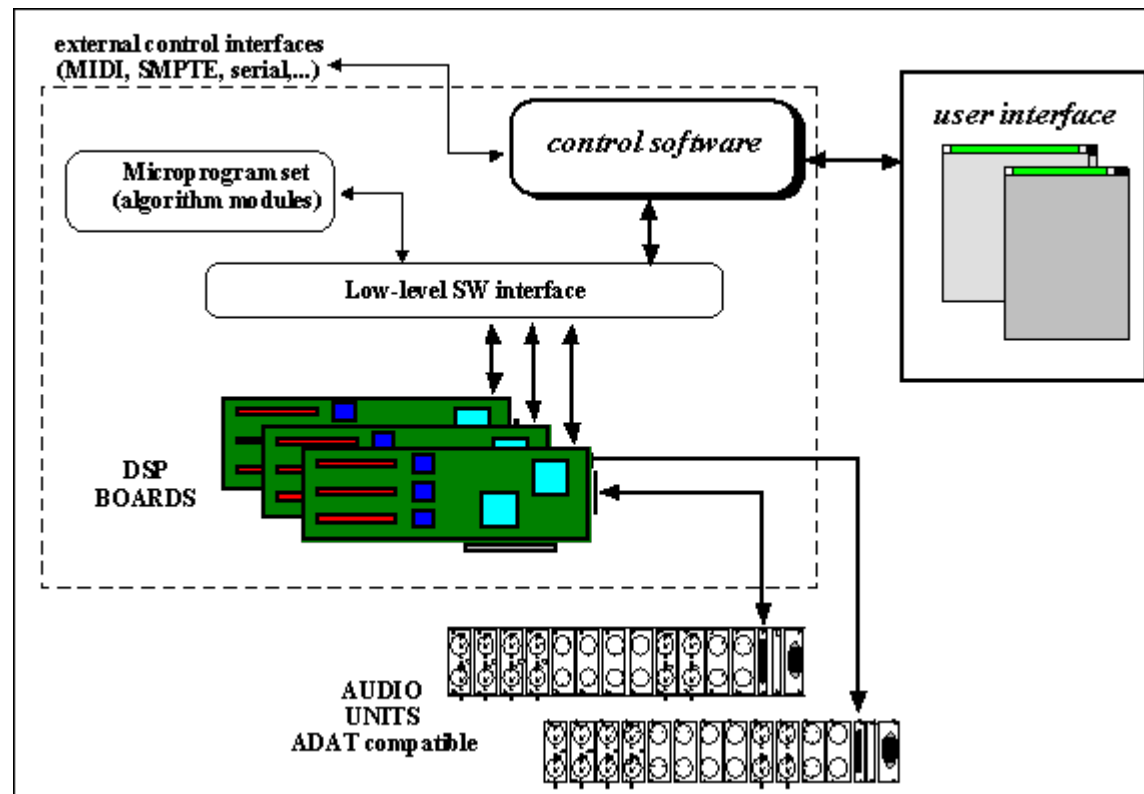 external control interfaces
(MIDI, SMPTE, serial,...)
control software
user interface
Microprogram set
(algorithm modules)
Low-level SW interface
DSP
BOARDS
AUDIO
UNITS
ADAT compatible